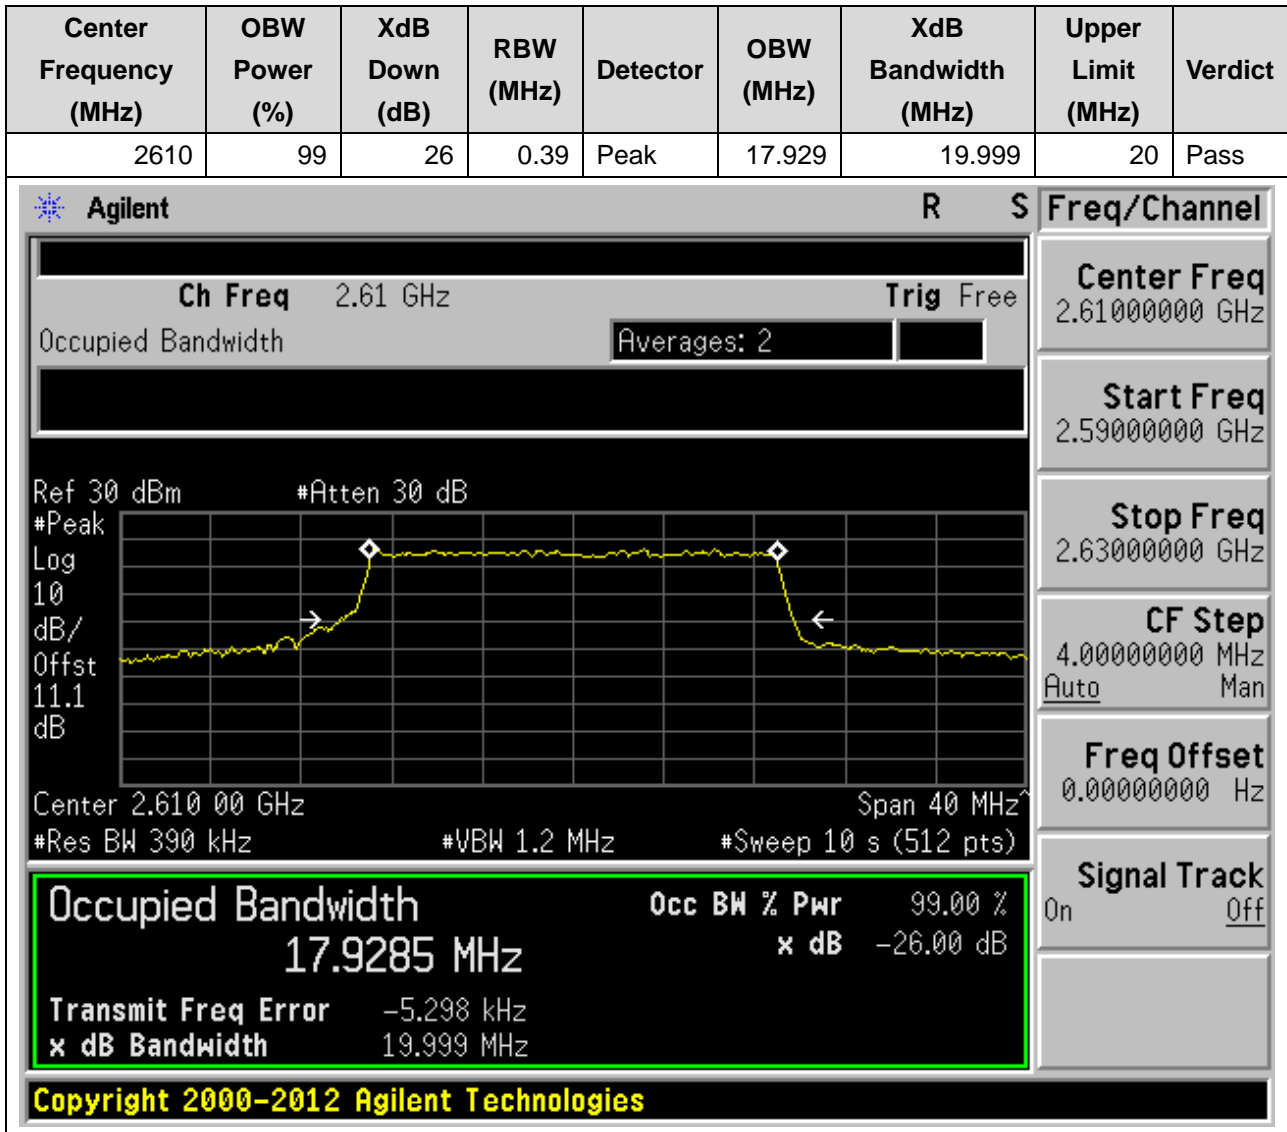 Center Frequency (MHz) OBW Power (%) XdB Down (dB) RBW (MHz) Detector OBW (MHz) XdB Bandwidth (MHz) Upper Limit (MHz) Verdict
2610 99 26 0.39 Peak 17.929 19.999 20 Pass
Agilent R S Freq/Channel
Ch Freq 2.61 GHz Trig Free
Occupied Bandwidth Averages: 2
Center Freq
2.61000000 GHz
Start Freq
2.59000000 GHz
Stop Freq
2.63000000 GHz
CF Step
4.00000000 MHz
Auto Man
Freq Offset
0.00000000 Hz
Signal Track
On Off
Ref 30 dBm #Atten 30 dB
#Peak
Log
10
dB/
Offst
11.1
dB
Center 2.610 00 GHz Span 40 MHz^
#Res BW 390 kHz #VBW 1.2 MHz #Sweep 10 s (512 pts)
Occupied Bandwidth Occ BW % Pwr 99.00 %
17.9285 MHz x dB -26.00 dB
Transmit Freq Error -5.298 kHz
x dB Bandwidth 19.999 MHz
Copyright 2000-2012 Agilent Technologies